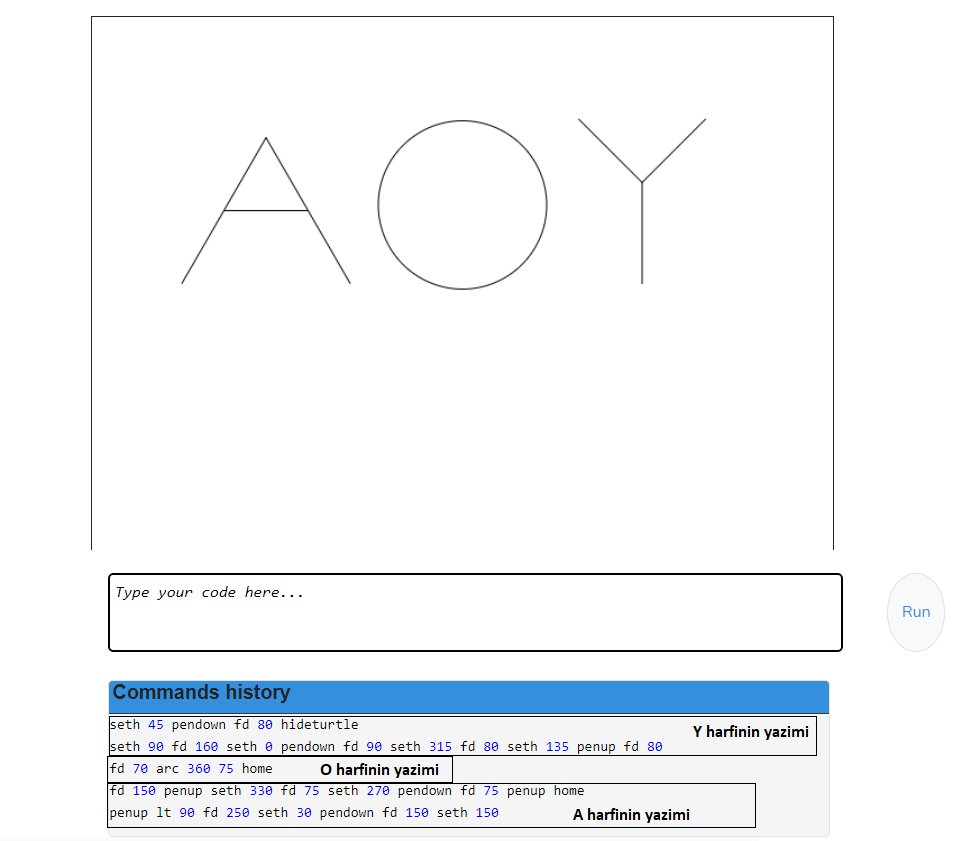 AOY
Type your code here...
Run
Commands history
seth 45 pendown fd 80 hideturtle
Y harfinin yazimi
seth 90 fd 160 seth 0 pendown fd 90 seth 315 fd 80 seth 135 penup fd 80
fd 70 arc 360 75 home
O harfinin yazimi
fd 150 penup seth 330 fd 75 seth 270 pendown fd 75 penup home
penup lt 90 fd 250 seth 30 pendown fd 150 seth 150
A harfinin yazimi